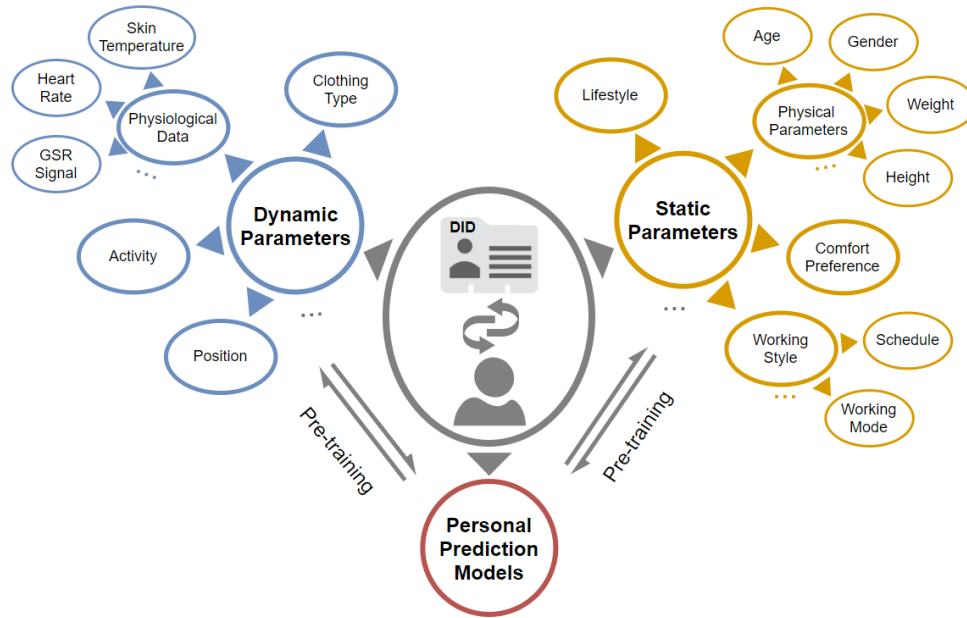 Skin
Temperature
Heart
Rate
Physiological
Data
GSR
Signal
...
Clothing
Type
Dynamic
Parameters
Activity
Position
...
DID
Lifestyle
Age
Gender
Physical
Parameters
Weight
Height
...
Static
Parameters
Comfort
Preference
...
Working
Style
Schedule
Working
Mode
...
Pre-training
Pre-training
Personal
Prediction
Models